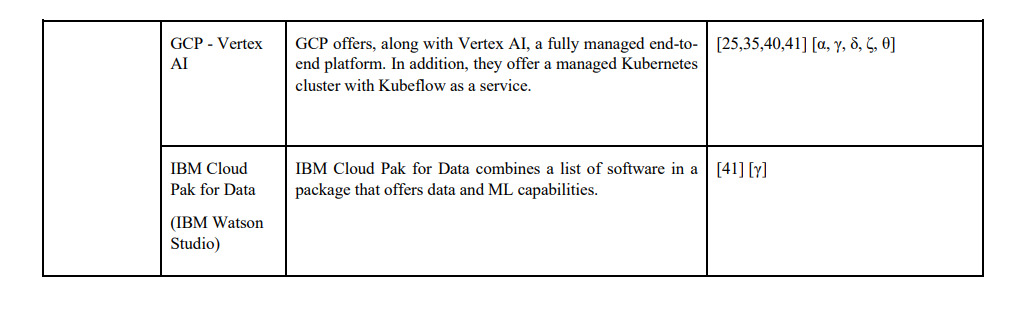 GCP - Vertex
AI
GCP offers, along with Vertex AI, a fully managed end-to-
end platform. In addition, they offer a managed Kubernetes
cluster with Kubeflow as a service.
[25,35,40,41] [α, γ, δ, ζ, θ]
IBM Cloud
Pak for Data
(IBM Watson
Studio)
IBM Cloud Pak for Data combines a list of software in a
package that offers data and ML capabilities.
[41] [γ]